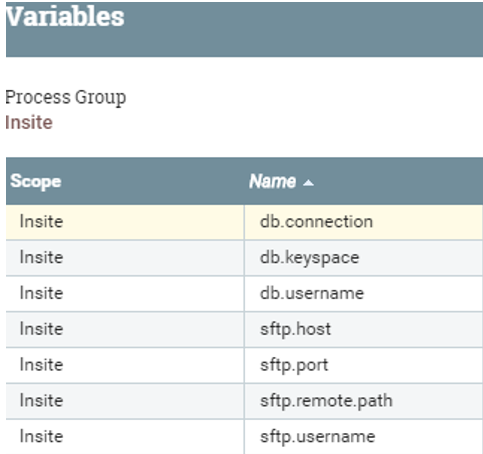 Variables
Process Group
Insite
Scope Name
Insite db.connection
Insite db.keyspace
Insite db.username
Insite sftp.host
Insite sftp.port
Insite sftp.remote.path
Insite sftp.username